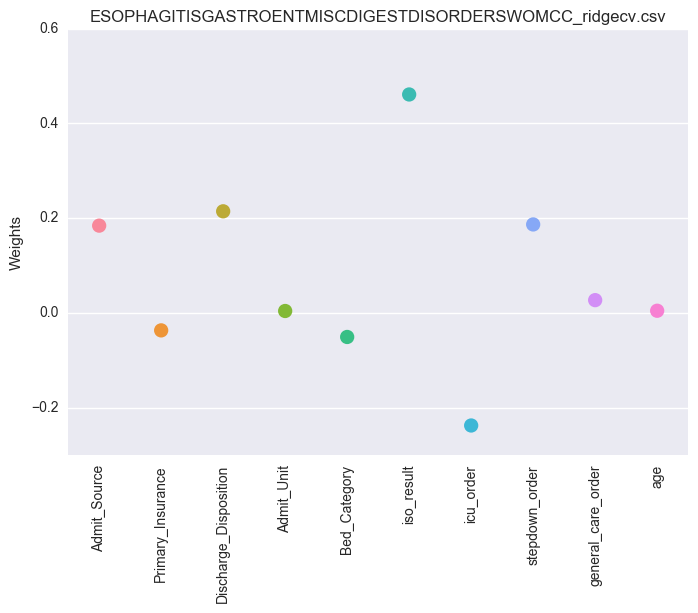 ESOPHAGITISGASTROENTMISCDIGESTDISORDERSWOMCC_ridgecv.csv
0.6
0.4
0.2
0.0
−0.2
Weights
Admit_Source
Primary_Insurance
Discharge_Disposition
Admit_Unit
Bed_Category
iso_result
icu_order
stepdown_order
general_care_order
age